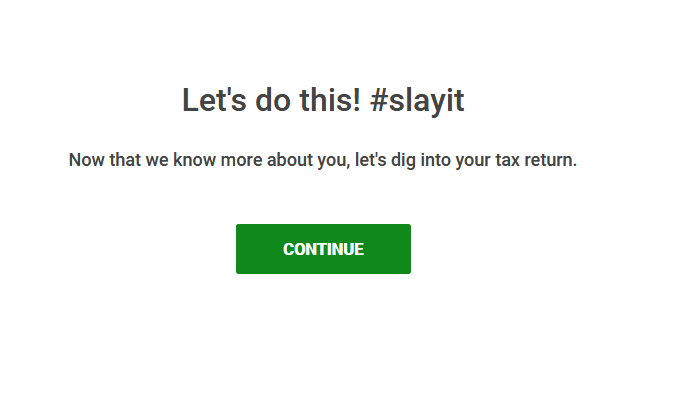 Let's do this! #slayit
Now that we know more about you, let's dig into your tax return.
CONTINUE